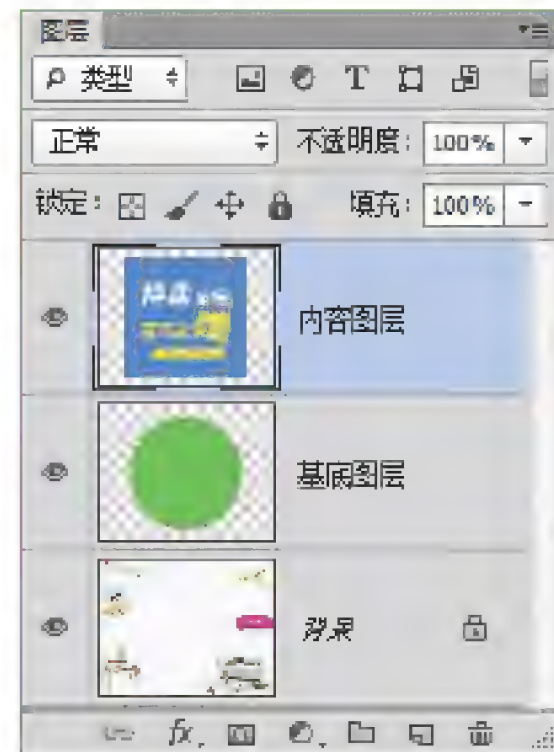 图层
类型
正常 不透明度: 100%
锁定: 填充: 100%
内容图层
基底图层
背景
fx